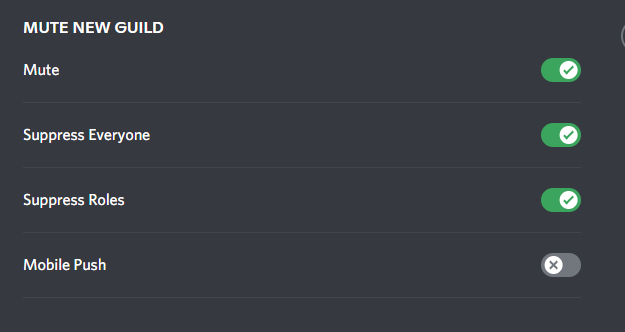 MUTE NEW GUILD
Mute
Suppress Everyone
Suppress Roles
Mobile Push